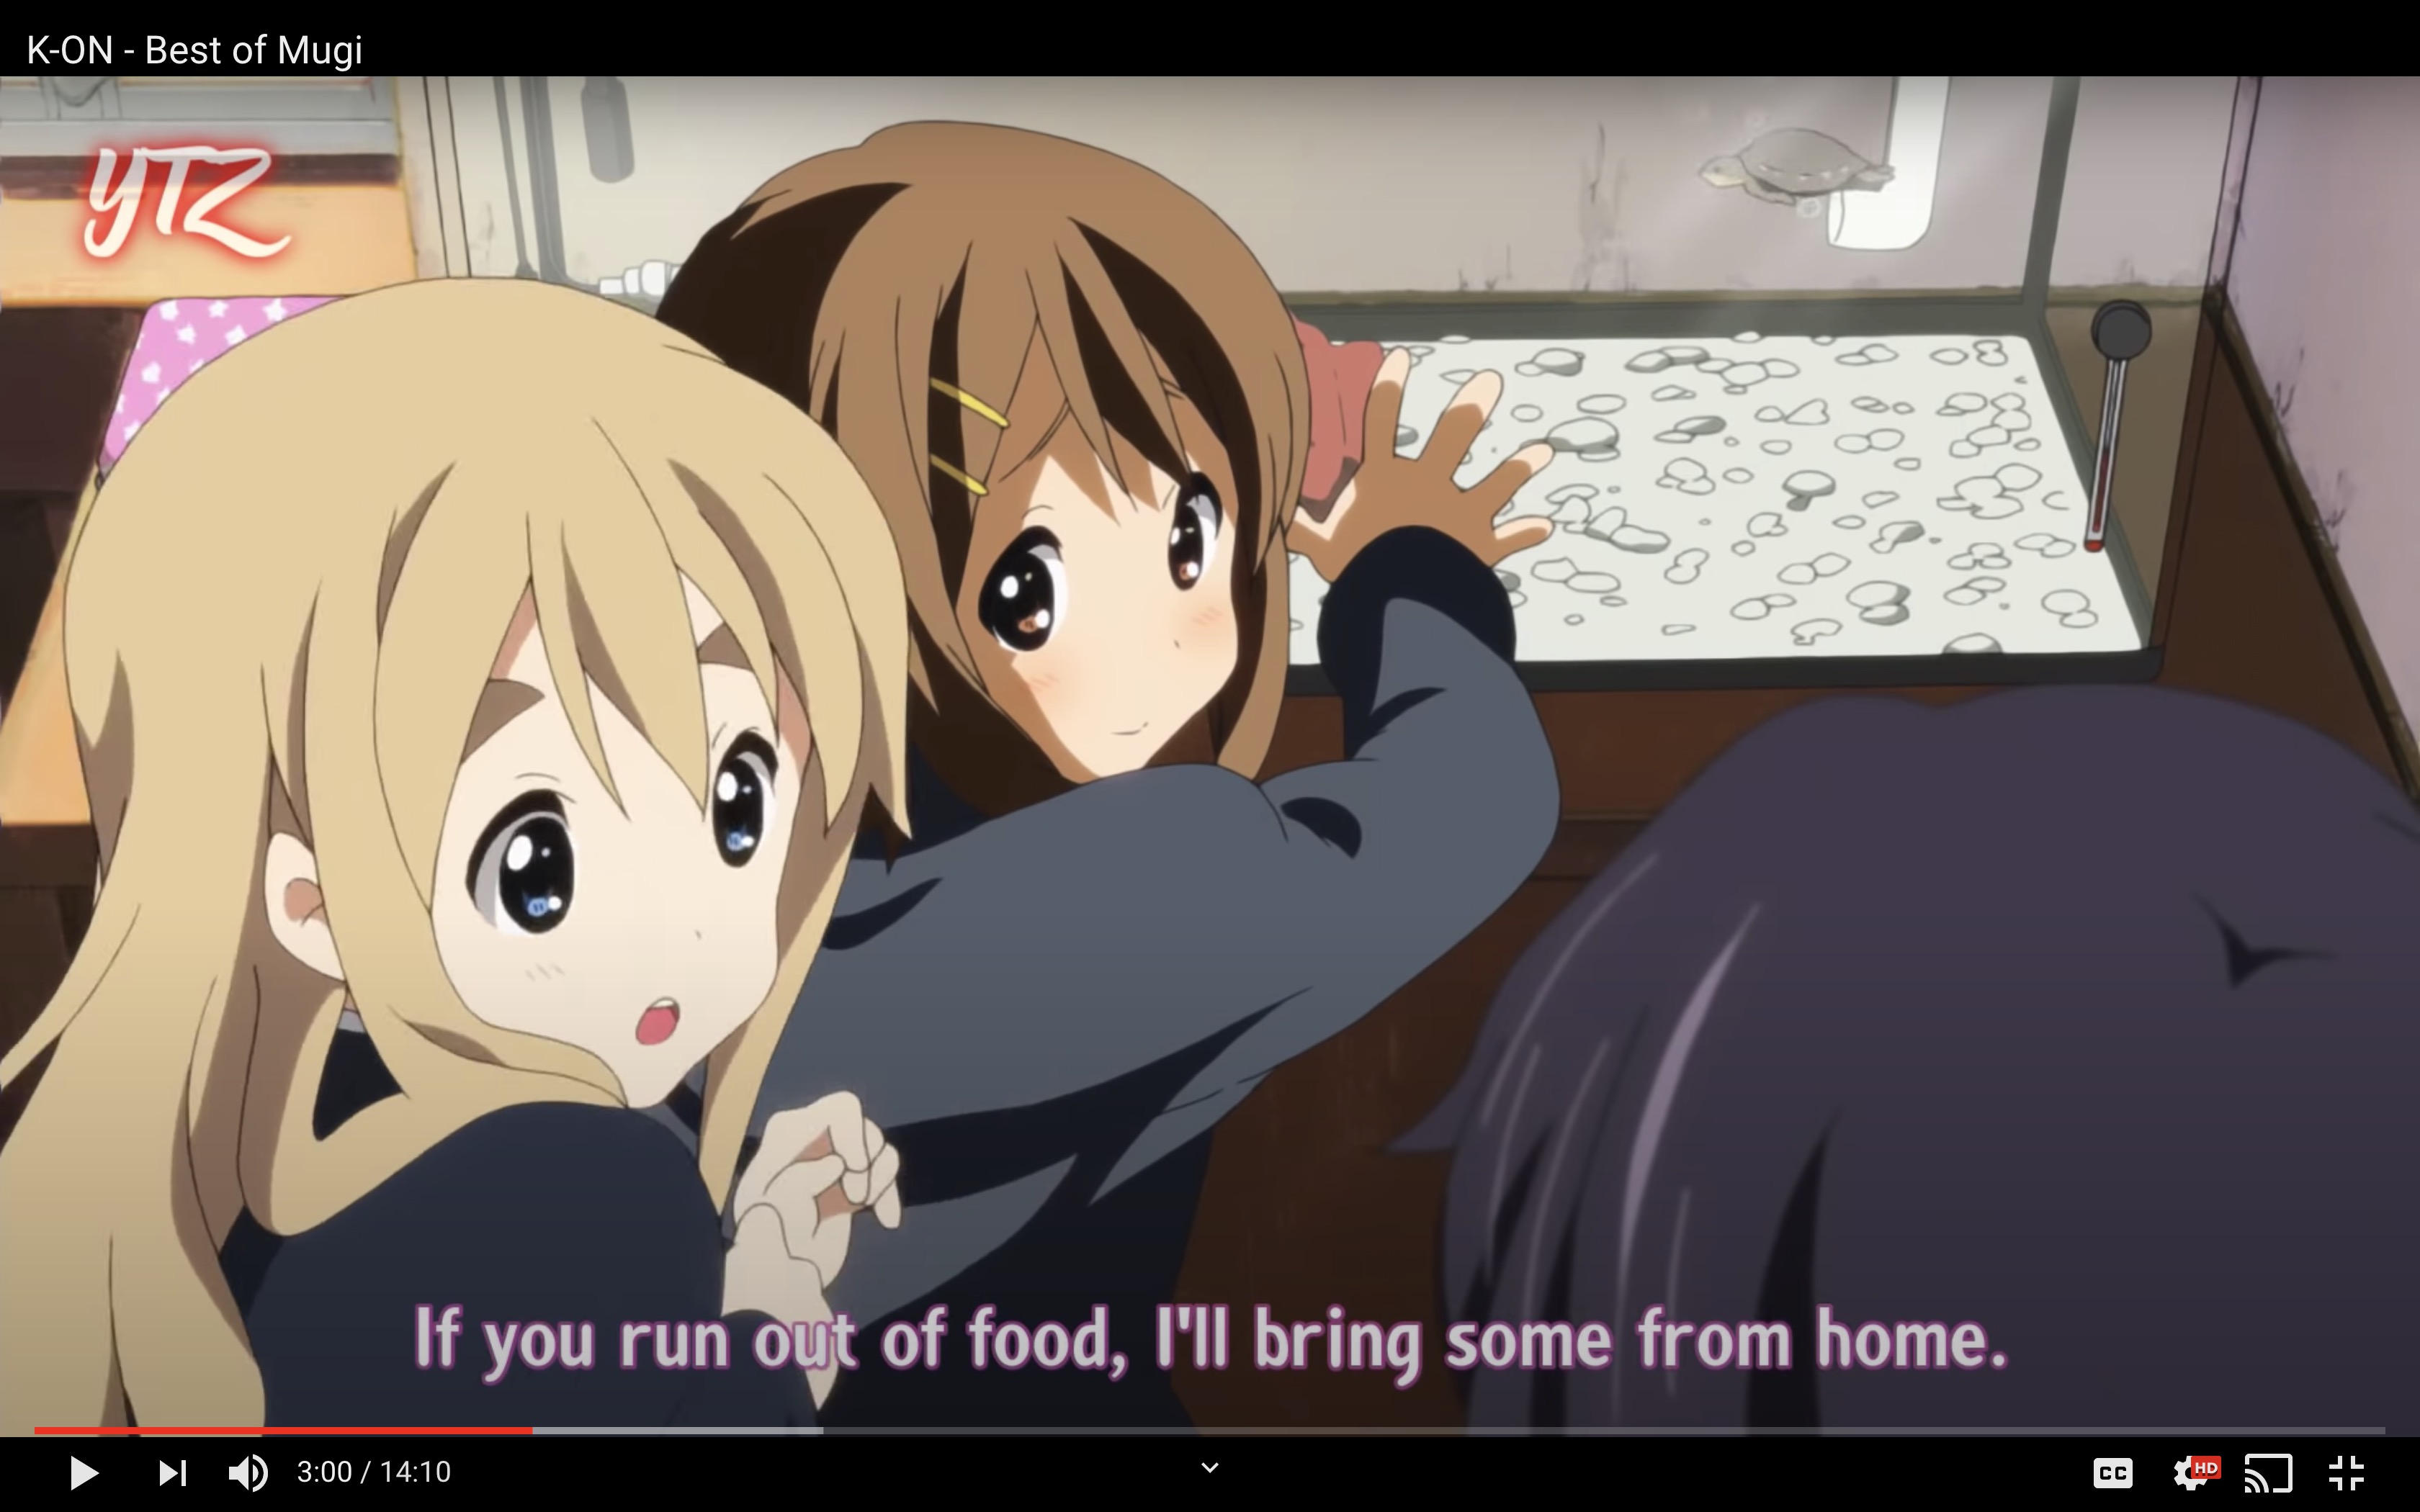 K-ON - Best of Mugi
YTZ
If you run out of food, I'll bring some from home.
3:00 / 14:10
CC
HD